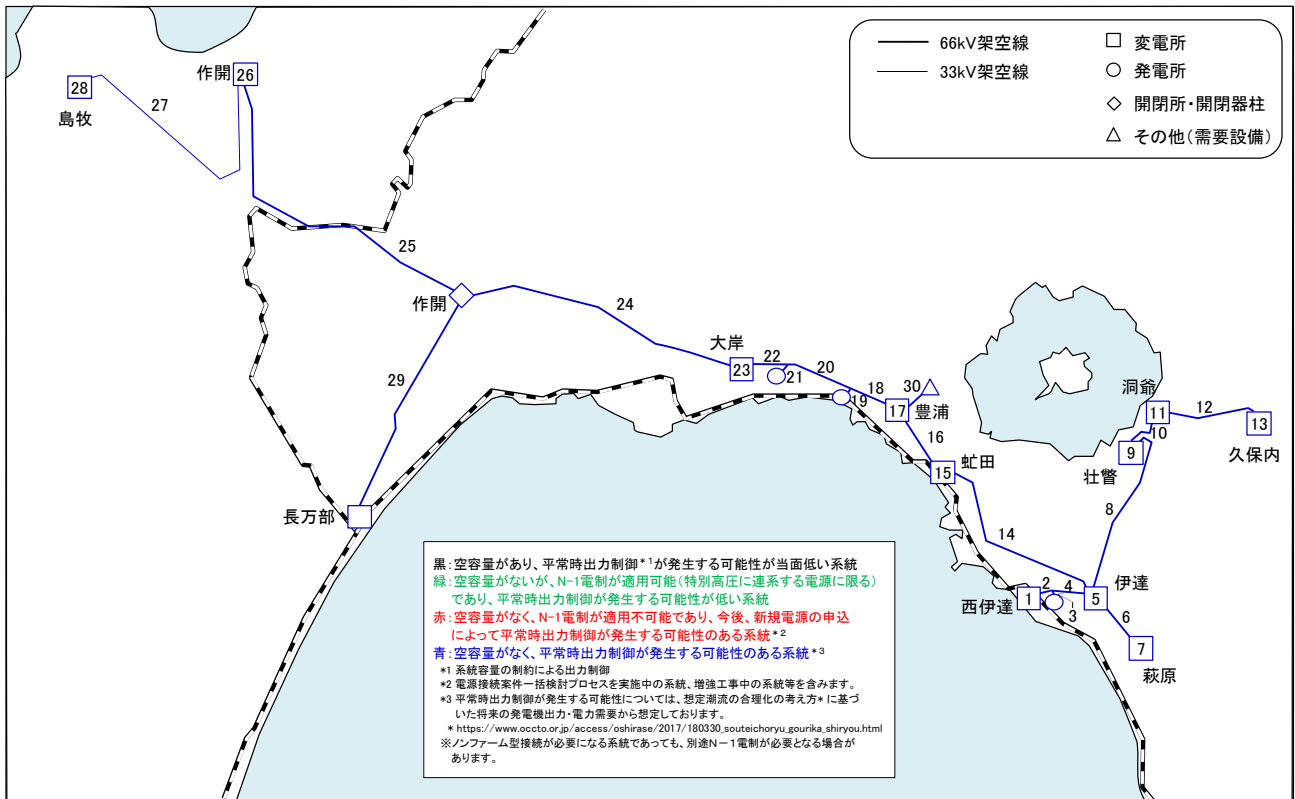 66kV架空線
33kV架空線
変電所
発電所
開閉所・開閉器柱
その他(需要設備)
28
島牧
27
作開
26
25
作開
24
29
長万部
大岸
23
22
21
20
19
18
30
17
豊浦
16
15
虻田
14
洞爺
11
12
13
久保内
10
9
壮瞥
8
伊達
西伊達
1
2
3
4
5
6
7
萩原
黒:空容量があり、平常時出力制御*1が発生する可能性が当面低い系統
緑:空容量がないが、N-1電制が適用可能(特別高圧に連系する電源に限る)
であり、平常時出力制御が発生する可能性が低い系統
赤:空容量がなく、N-1電制が適用不可能であり、今後、新規電源の申込
によって平常時出力制御が発生する可能性のある系統*2
青:空容量がなく、平常時出力制御が発生する可能性のある系統*3
*1 系統容量の制約による出力制御
*2 電源接続案件一括検討プロセスを実施中の系統、増強工事中の系統等を含みます。
*3 平常時出力制御が発生する可能性については、想定潮流の合理化の考え方* に基づ
いた将来の発電機出力・電力需要から想定しております。
* https://www.occto.or.jp/access/oshirase/2017/180330_souteichoryu_gourika_shiryou.html
※ノンファーム型接続が必要になる系統であっても、別途N-1電制が必要となる場合が
あります。